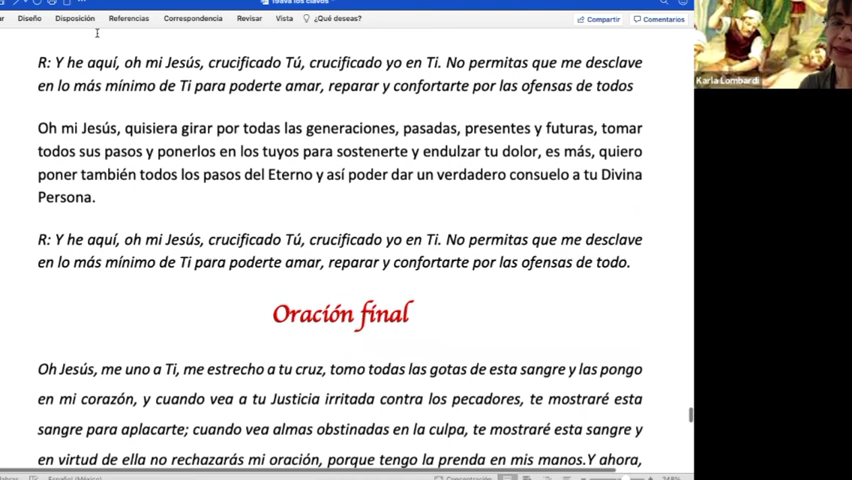 19ava los clavos
Diseño Disposición Referencias Correspondencia Revisar Vista ¿Qué deseas? Compartir Comentarios
R: Y he aquí, oh mi Jesús, crucificado Tú, crucificado yo en Ti. No permitas que me desclave
en lo más mínimo de Ti para poderte amar, reparar y confortarte por las ofensas de todos
Oh mi Jesús, quisiera girar por todas las generaciones, pasadas, presentes y futuras, tomar
todos sus pasos y ponerlos en los tuyos para sostenerte y endulzar tu dolor, es más, quiero
poner también todos los pasos del Eterno y así poder dar un verdadero consuelo a tu Divina
Persona.
R: Y he aquí, oh mi Jesús, crucificado Tú, crucificado yo en Ti. No permitas que me desclave
en lo más mínimo de Ti para poderte amar, reparar y confortarte por las ofensas de todo.
Oración final
Oh Jesús, me uno a Ti, me estrecho a tu cruz, tomo todas las gotas de esta sangre y las pongo
en mi corazón, y cuando vea a tu Justicia irritada contra los pecadores, te mostraré esta
sangre para aplacarte; cuando vea almas obstinadas en la culpa, te mostraré esta sangre y
en virtud de ella no rechazarás mi oración, porque tengo la prenda en mis manos.Y ahora,
Karla Lombardi